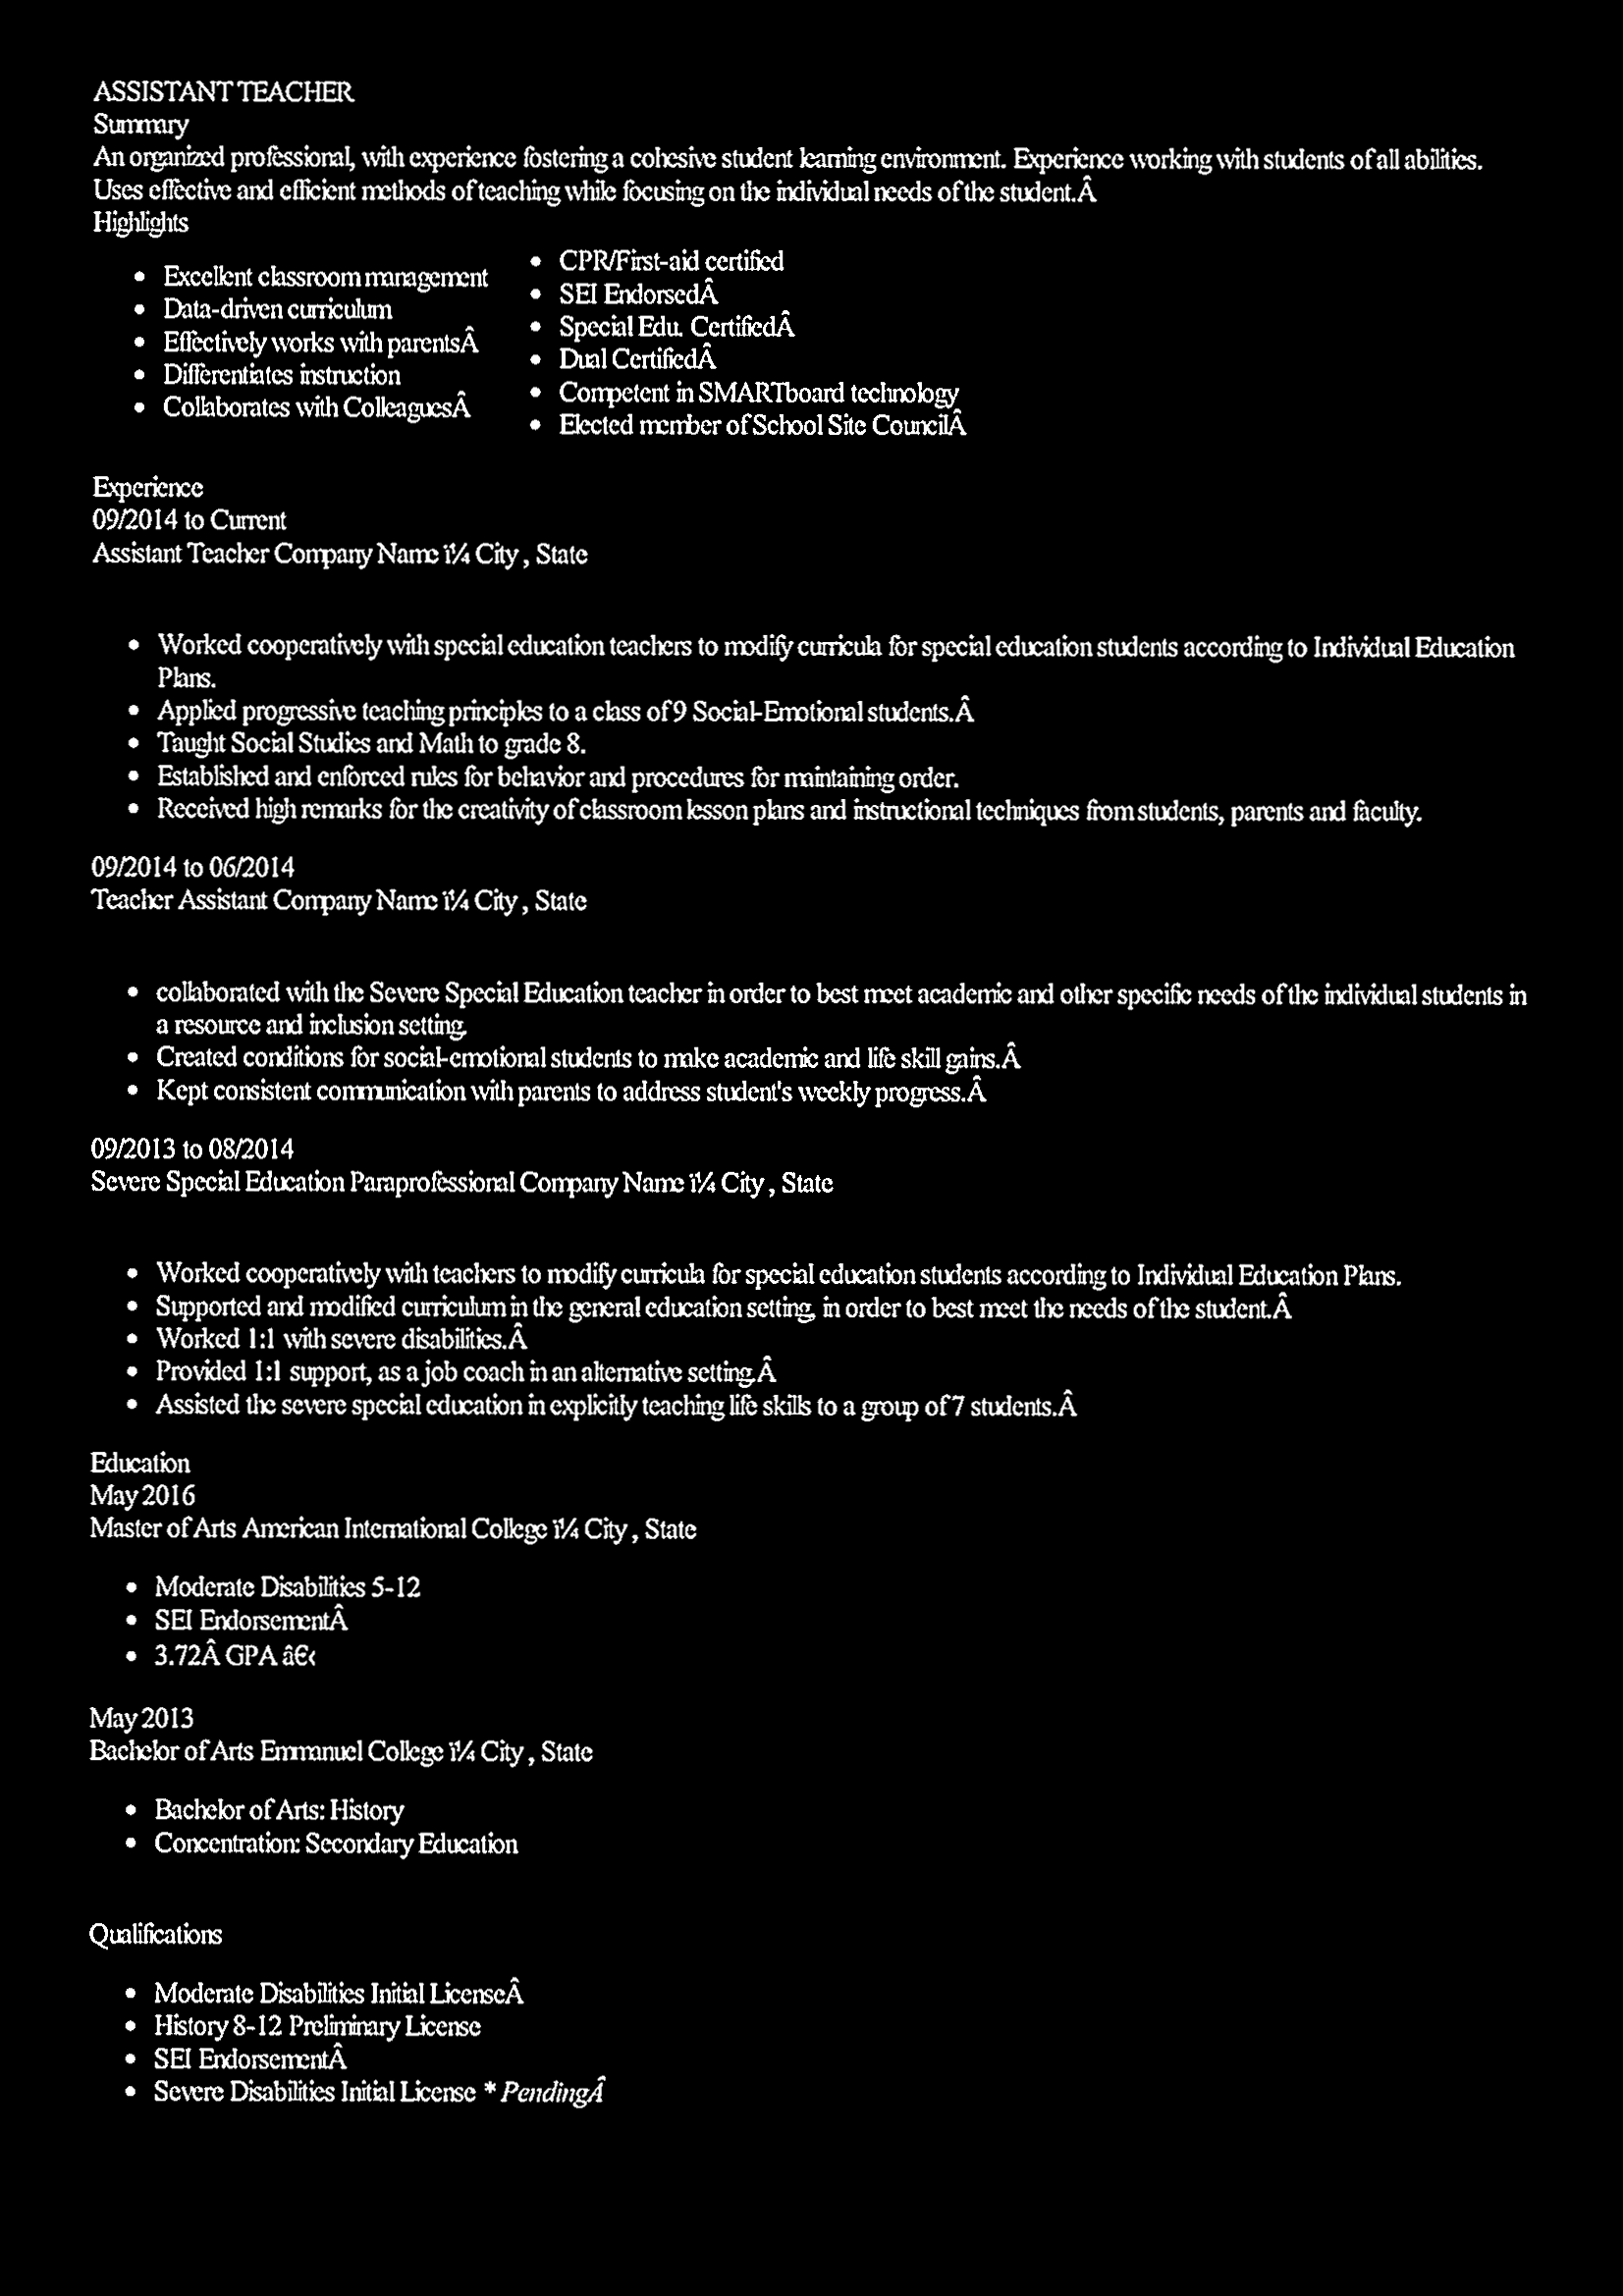 ASSISTANT TEACHER
Summary
An organized professional, with experience fostering a cohesive student learning environment. Experience working with students of all abilities.
Uses effective and efficient methods of teaching while focusing on the individual needs of the student.Â
Highlights
• Excellent classroom management
• Data-driven curriculum
• Effectively works with parentsÂ
• Differentiates instruction
• Collaborates with ColleaguesÂ
• CPR/First-aid certified
• SEI EndorsedÂ
• Special Edu. CertifiedÂ
• Dual CertifiedÂ
• Competent in SMARTboard technology
• Elected member of School Site CouncilÂ
Experience
09/2014 to Current
Assistant Teacher Company Name ï¼ City , State
• Worked cooperatively with special education teachers to modify curricula for special education students according to Individual Education
Plans.
• Applied progressive teaching principles to a class of 9 Social-Emotional students.Â
• Taught Social Studies and Math to grade 8.
• Established and enforced rules for behavior and procedures for maintaining order.
• Received high remarks for the creativity of classroom lesson plans and instructional techniques from students, parents and faculty.
09/2014 to 06/2014
Teacher Assistant Company Name ï¼ City , State
• collaborated with the Severe Special Education teacher in order to best meet academic and other specific needs of the individual students in
a resource and inclusion setting.
• Created conditions for social-emotional students to make academic and life skill gains.Â
• Kept consistent communication with parents to address student's weekly progress.Â
09/2013 to 08/2014
Severe Special Education Paraprofessional Company Name ï¼ City , State
• Worked cooperatively with teachers to modify curricula for special education students according to Individual Education Plans.
• Supported and modified curriculum in the general education setting, in order to best meet the needs of the student.Â
• Worked 1:1 with severe disabilities.Â
• Provided 1:1 support, as a job coach in an alternative setting.Â
• Assisted the severe special education in explicitly teaching life skills to a group of 7 students.Â
Education
May 2016
Master of Arts American International College ï¼ City , State
• Moderate Disabilities 5-12
• SEI EndorsementÂ
• 3.72Â GPA â€‹
May 2013
Bachelor of Arts Emmanuel College ï¼ City , State
• Bachelor of Arts: History
• Concentration: Secondary Education
Qualifications
• Moderate Disabilities Initial LicenseÂ
• History 8-12 Preliminary License
• SEI EndorsementÂ
• Severe Disabilities Initial License * PendingÂ